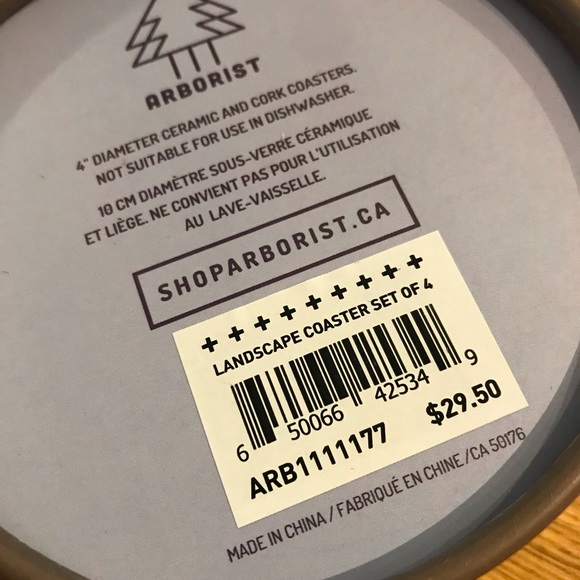 ARBORIST
4" DIAMETER CERAMIC AND CORK COASTERS.
NOT SUITABLE FOR USE IN DISHWASHER.
10 CM DIAMÈTRE SOUS-VERRE CÉRAMIQUE
ET LIÈGE. NE CONVIENT PAS POUR L'UTILISATION
AU LAVE-VAISSELLE.
SHOPARBORIST.CA
+ + + + + + + + +
LANDSCAPE COASTER SET OF 4
6 50066 42534 9
ARB1111177 $29.50
MADE IN CHINA / FABRIQUÉ EN CHINE /CA 50176